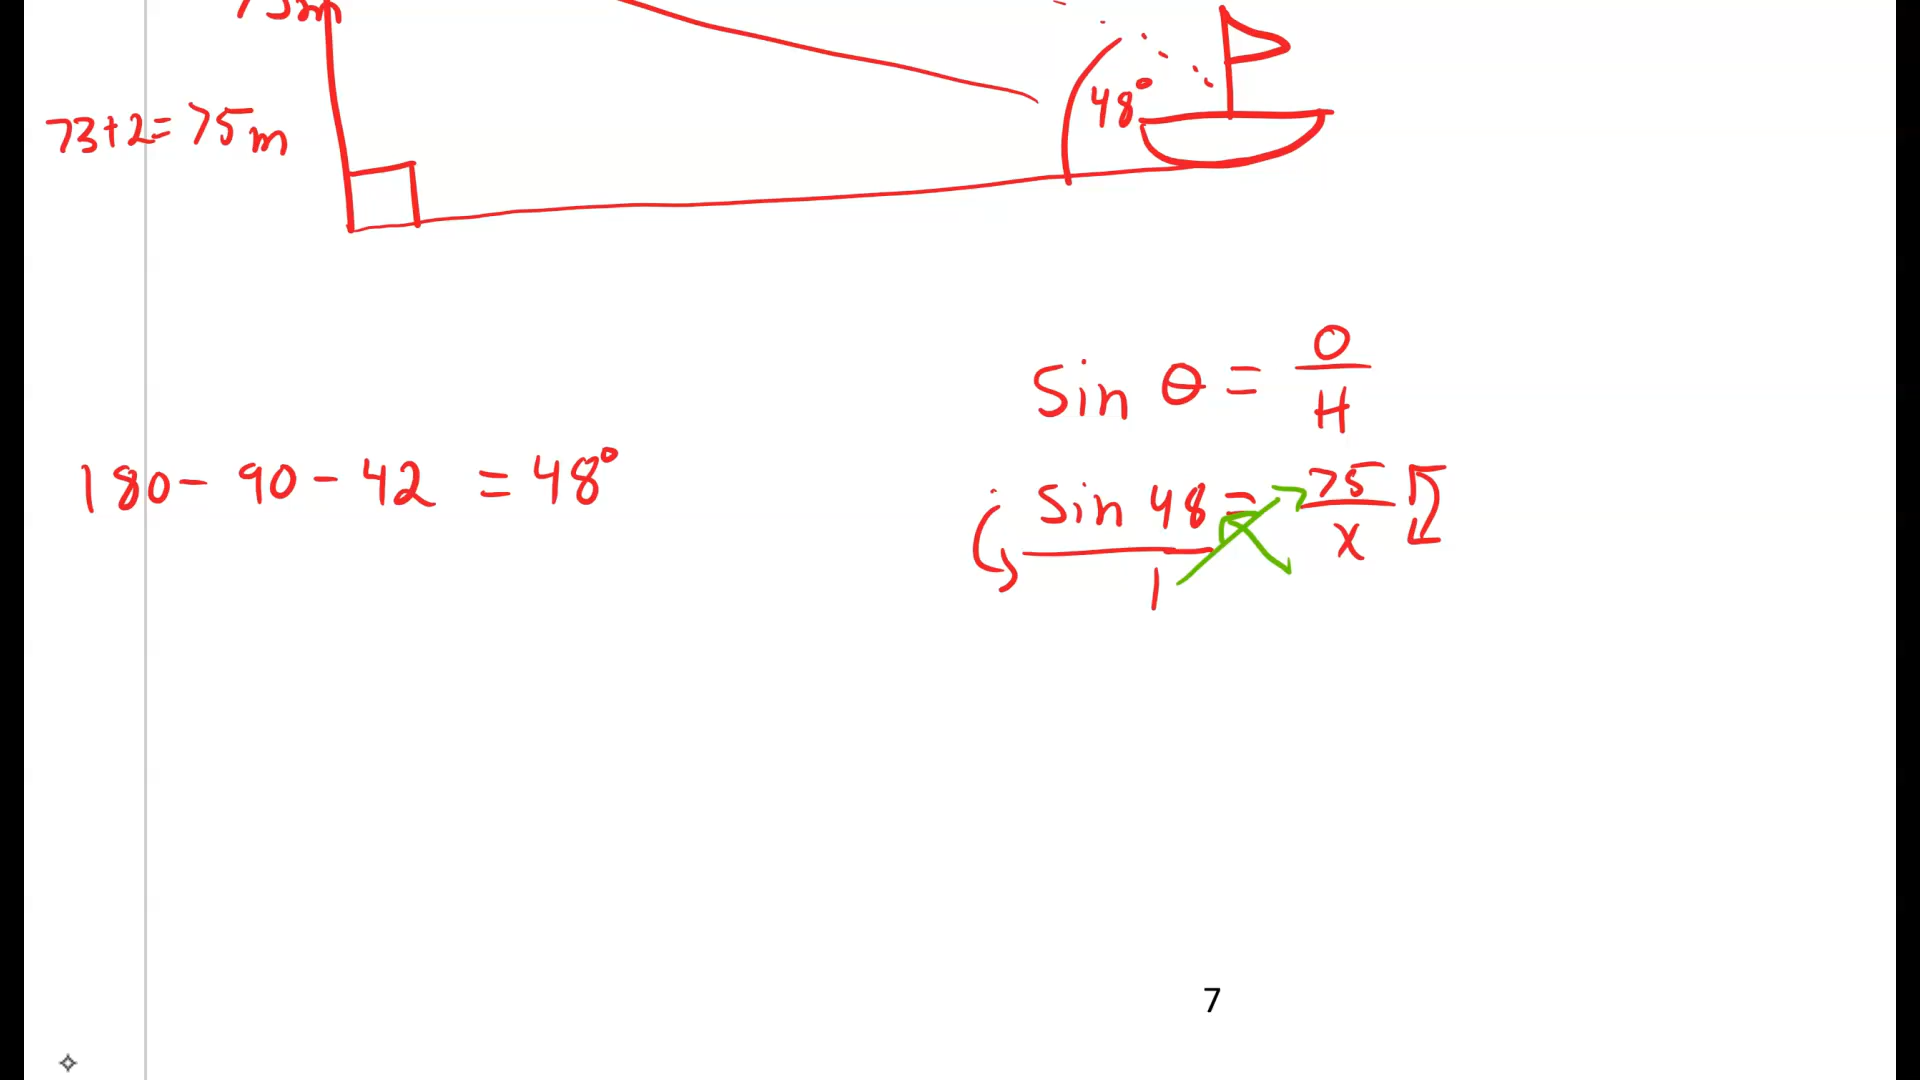 48°
73+2=75m
sin θ = O/H
180- 90 - 42 = 48°
sin 48/1 = 75/x
7